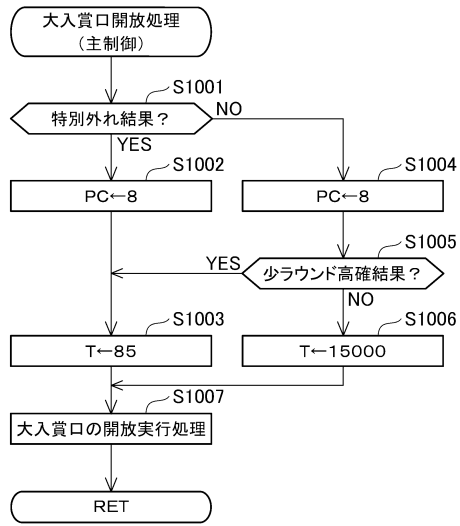 大入賞口開放処理
（主制御）
S1001
特別外れ結果？
NO
YES
S1002
PC←8
S1004
PC←8
S1005
少ラウンド高確結果？
YES
NO
S1003
T←85
S1006
T←15000
S1007
大入賞口の開放実行処理
RET